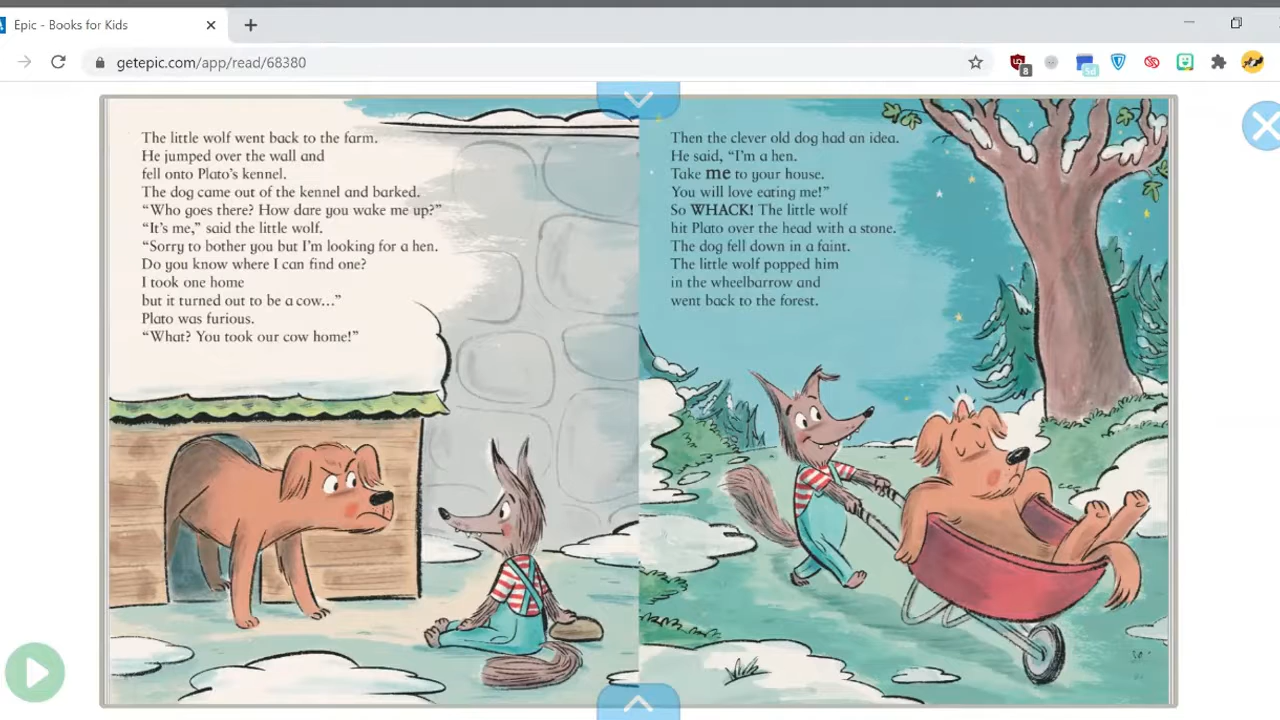 Epic - Books for Kids
getepic.com/app/read/68380
8
5d
The little wolf went back to the farm.
He jumped over the wall and
fell onto Plato's kennel.
The dog came out of the kennel and barked.
“Who goes there? How dare you wake me up?”
“It's me,” said the little wolf.
“Sorry to bother you but I'm looking for a hen.
Do you know where I can find one?
I took one home
but it turned out to be a cow…”
Plato was furious.
“What? You took our cow home!”
Then the clever old dog had an idea.
He said, “I'm a hen.
Take me to your house.
You will love eating me!”
So WHACK! The little wolf
hit Plato over the head with a stone.
The dog fell down in a faint.
The little wolf popped him
in the wheelbarrow and
went back to the forest.